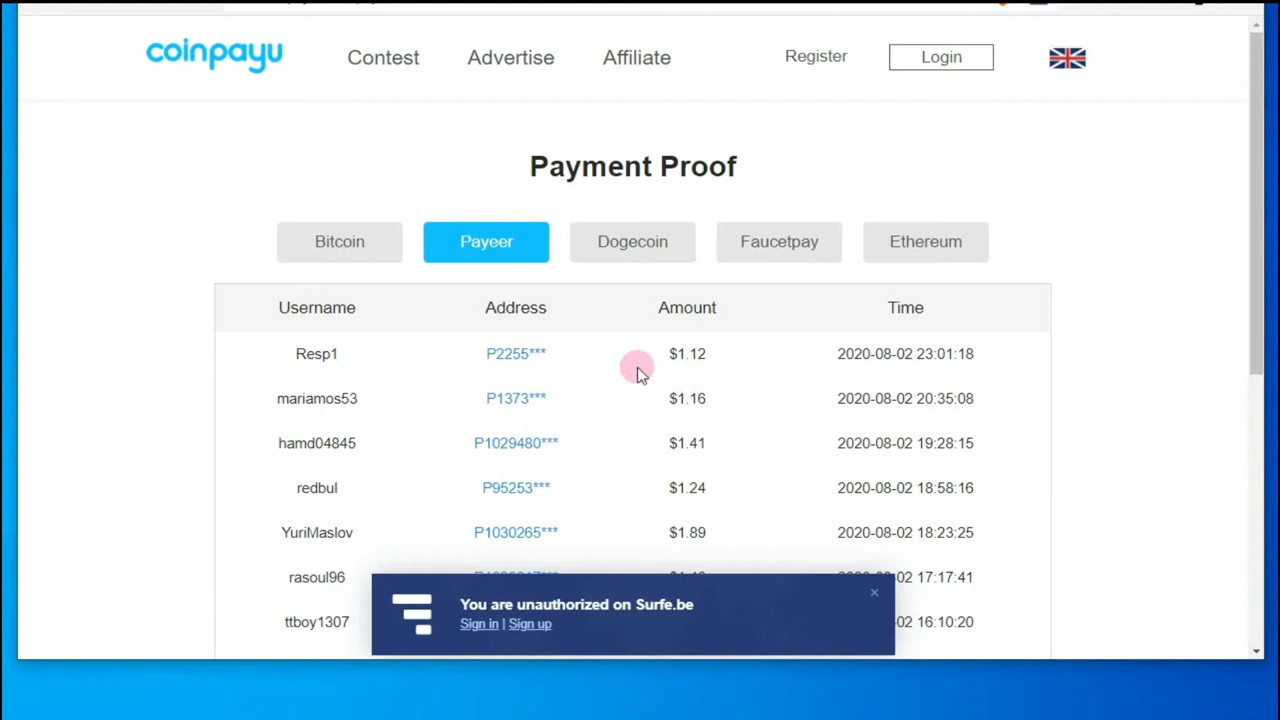 coinpayu Contest Advertise Affiliate Register Login
Payment Proof
Bitcoin Payeer Dogecoin Faucetpay Ethereum
Username Address Amount Time
Resp1 P2255*** $1.12 2020-08-02 23:01:18
mariamos53 P1373*** $1.16 2020-08-02 20:35:08
hamd04845 P1029480*** $1.41 2020-08-02 19:28:15
redbul P95253*** $1.24 2020-08-02 18:58:16
YuriMaslov P1030265*** $1.89 2020-08-02 18:23:25
rasoul96 17:17:41
ttboy1307 16:10:20
You are unauthorized on Surfe.be
Sign in | Sign up